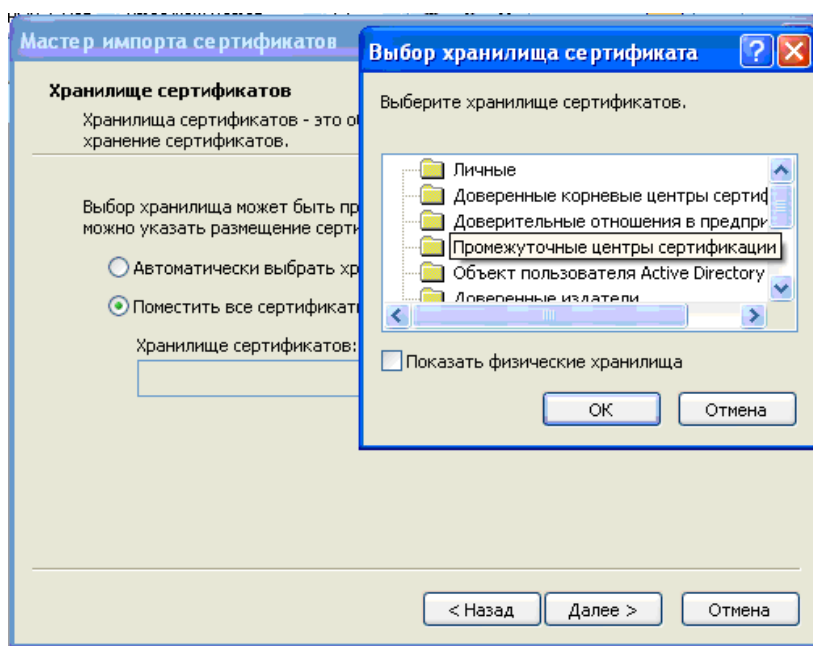 Мастер импорта сертификатов
Хранилище сертификатов
Хранилища сертификатов - это о
хранение сертификатов.
Выбор хранилища может быть пр
можно указать размещение серти
Автоматически выбрать хр
Поместить все сертификат
Хранилище сертификатов:
Выбор хранилища сертификата
Выберите хранилище сертификатов.
Личные
Доверенные корневые центры сертиф
Доверительные отношения в предпри
Промежуточные центры сертификации
Объект пользователя Active Directory
Доверенные издатели
Показать физические хранилища
ОК
Отмена
< Назад
Далее >
Отмена